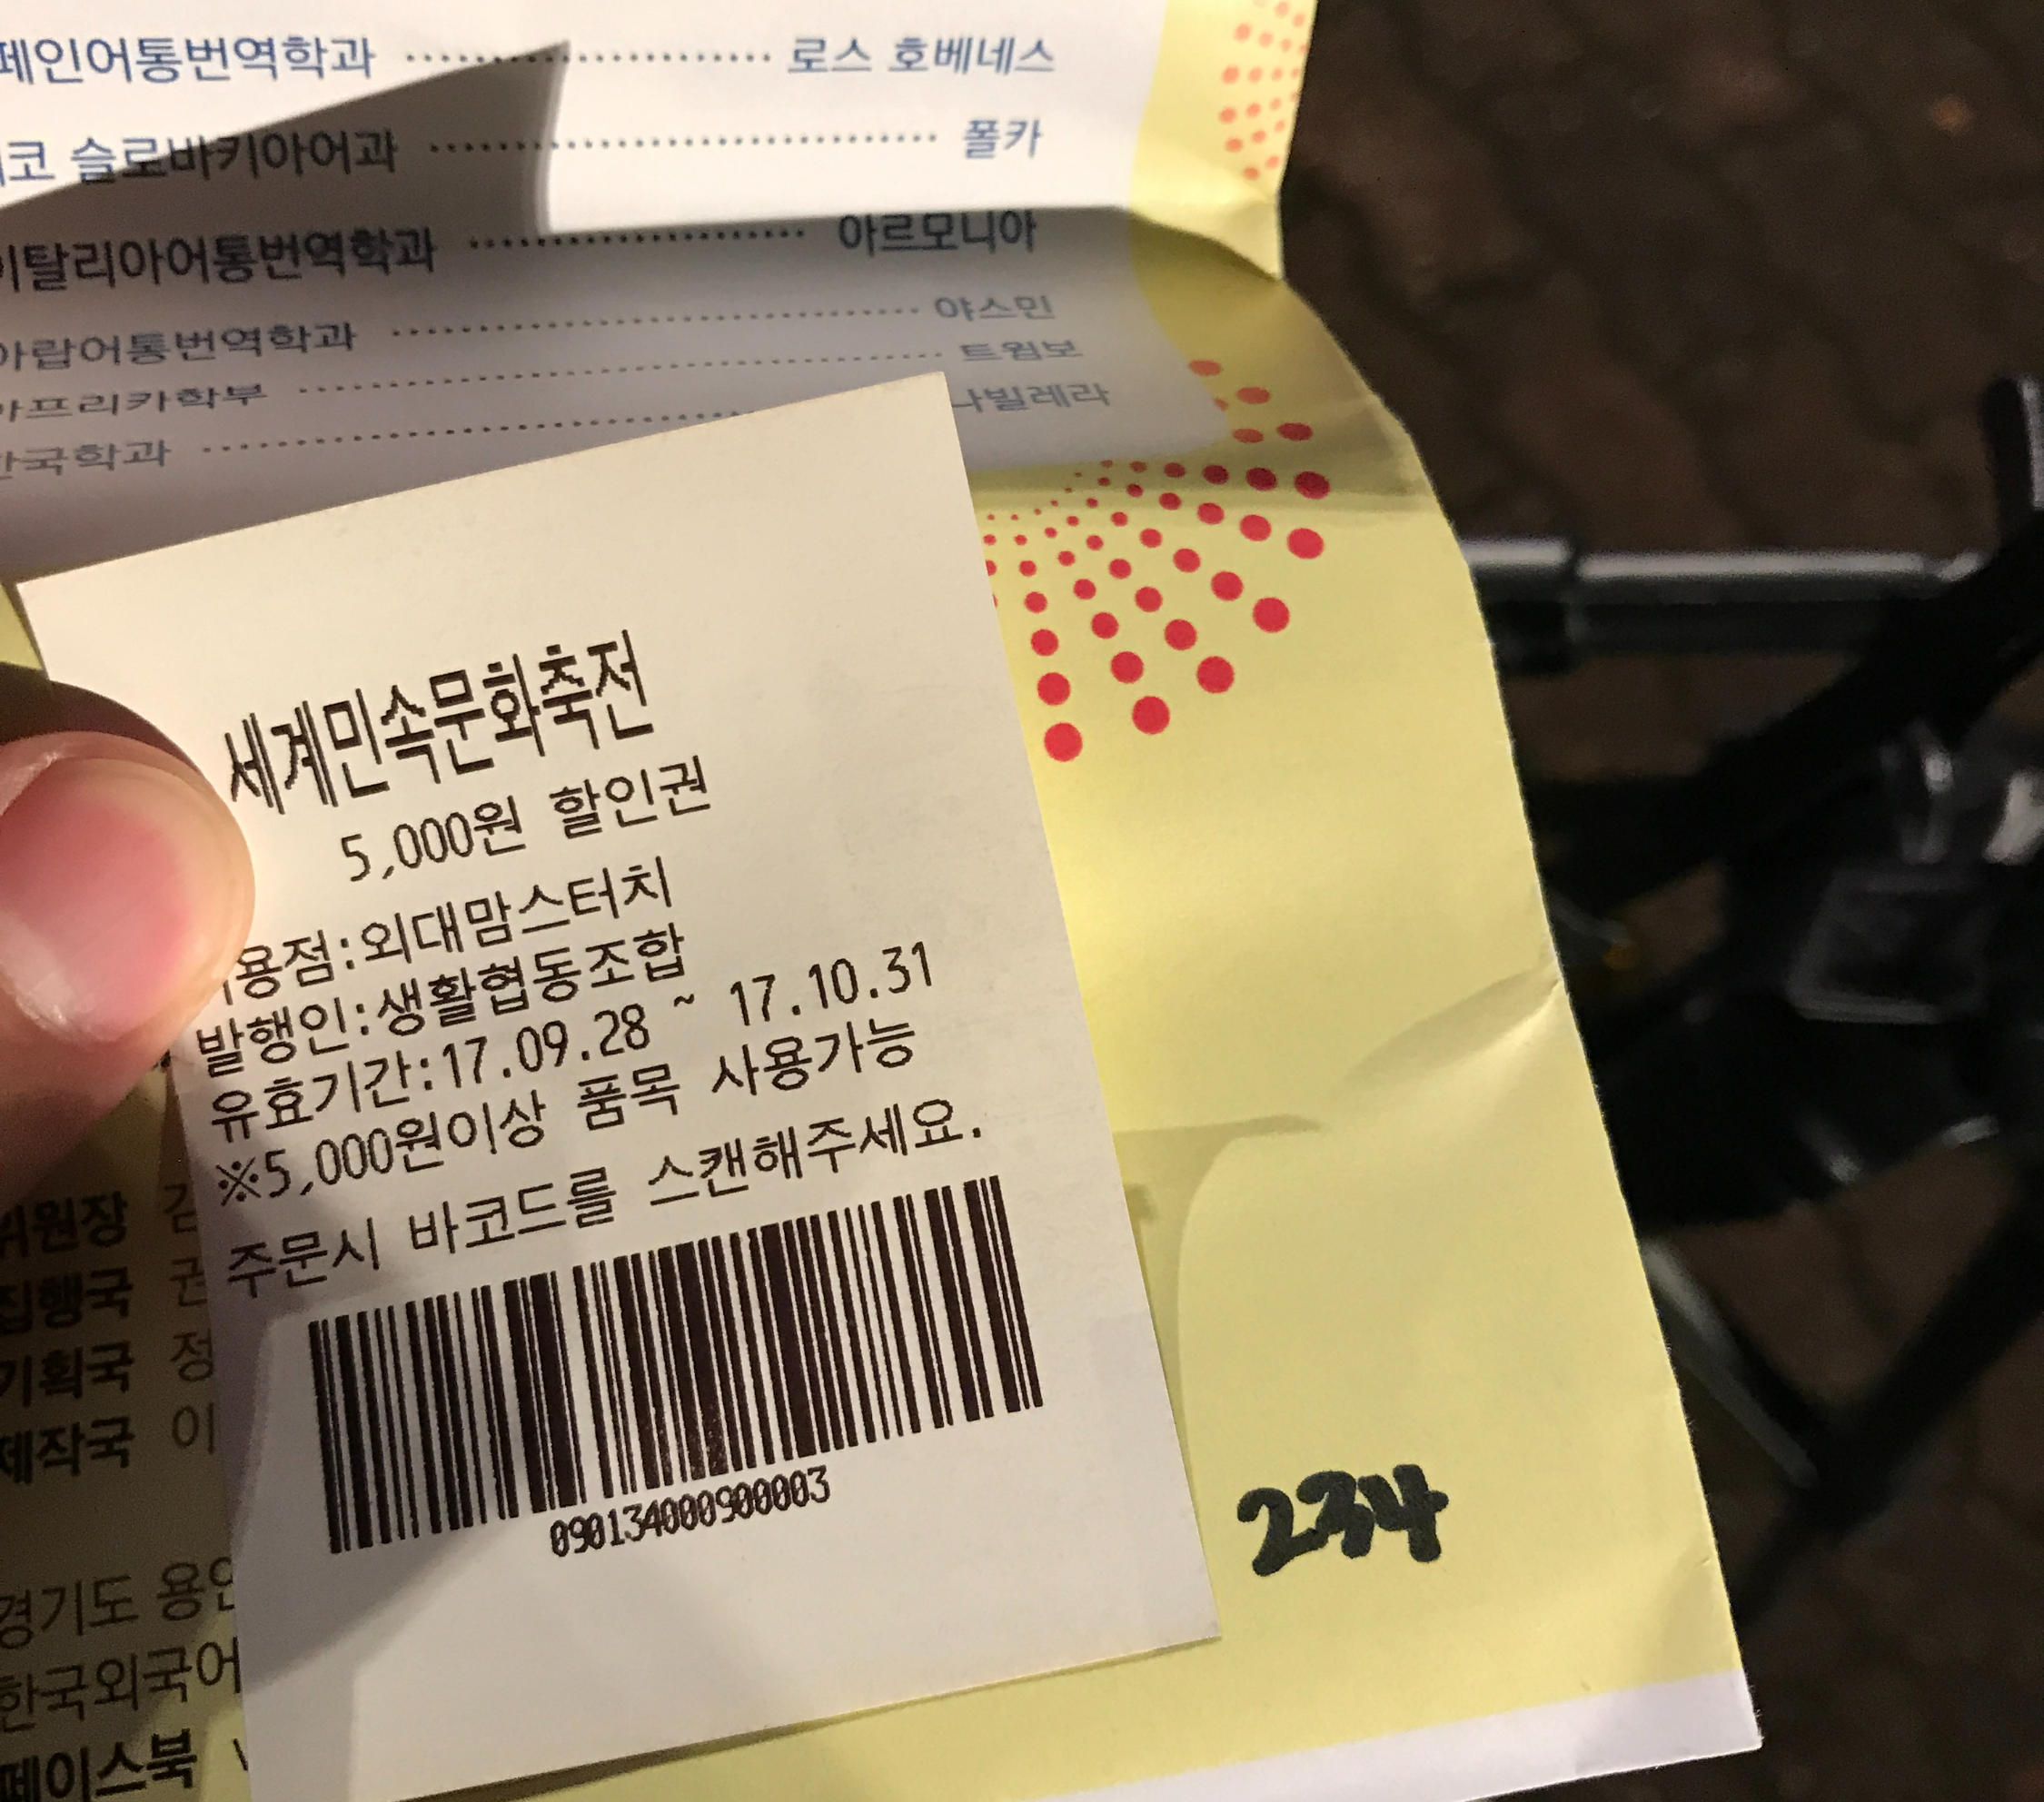 페인어통번역학과 ........................ 로스 호베네스
코 슬로바키아어과 ........................ 폴카
이탈리아어통번역학과 ........................ 아르모니아
아랍어통번역학과 ........................ 야스민
아프리카학부 ........................ 트웜보
한국학과 ........................ 나빌레라
세계민속문화축전
5,000원 할인권
용점:외대맘스터치
발행인:생활협동조합
유효기간:17.09.28 ~ 17.10.31
※5,000원이상 품목 사용가능
주문시 바코드를 스캔해주세요.
090134000900003
위원장
집행국
기획국 정
제작국 이
234
경기도 용인
한국외국어
페이스북